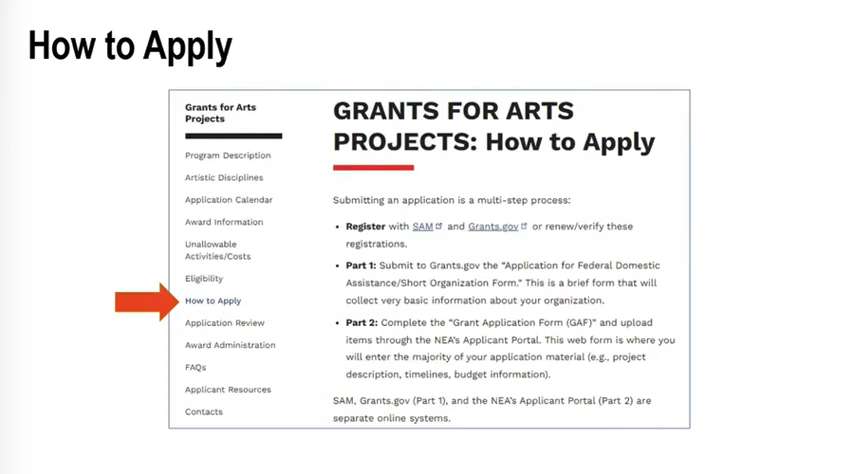 How to Apply
Grants for Arts
Projects
Program Description
Artistic Disciplines
Application Calendar
Award Information
Unallowable
Activities/Costs
Eligibility
How to Apply
Application Review
Award Administration
FAQs
Applicant Resources
Contacts
GRANTS FOR ARTS
PROJECTS: How to Apply
Submitting an application is a multi-step process:
• Register with SAM and Grants.gov or renew/verify these
registrations.
• Part 1: Submit to Grants.gov the “Application for Federal Domestic
Assistance/Short Organization Form.” This is a brief form that will
collect very basic information about your organization.
• Part 2: Complete the “Grant Application Form (GAF)” and upload
items through the NEA’s Applicant Portal. This web form is where you
will enter the majority of your application material (e.g., project
description, timelines, budget information).
SAM, Grants.gov (Part 1), and the NEA’s Applicant Portal (Part 2) are
separate online systems.